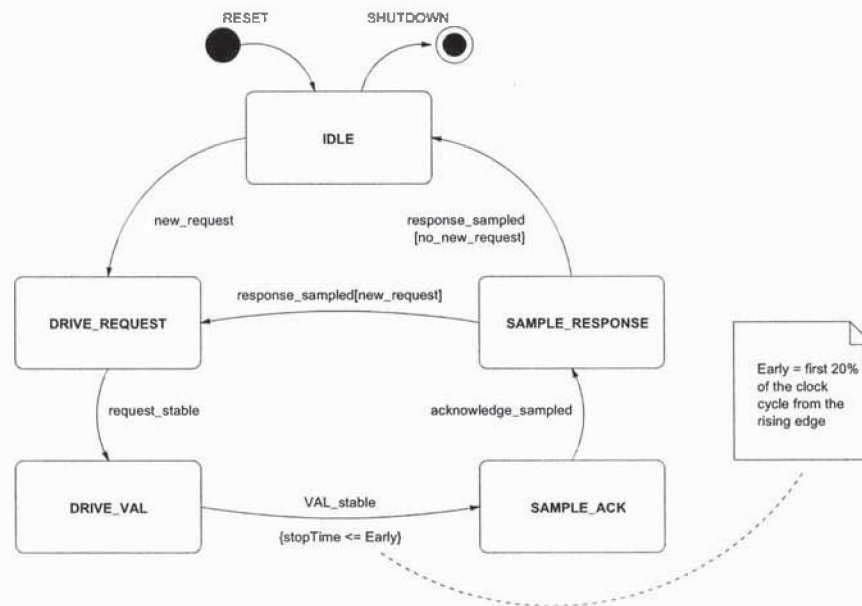 RESET
SHUTDOWN
IDLE
new_request
response_sampled
[no_new_request]
response_sampled[new_request]
DRIVE_REQUEST
SAMPLE_RESPONSE
Early = first 20%
of the clock
cycle from the
rising edge
request_stable
acknowledge_sampled
DRIVE_VAL
VAL_stable
SAMPLE_ACK
{stopTime <= Early}